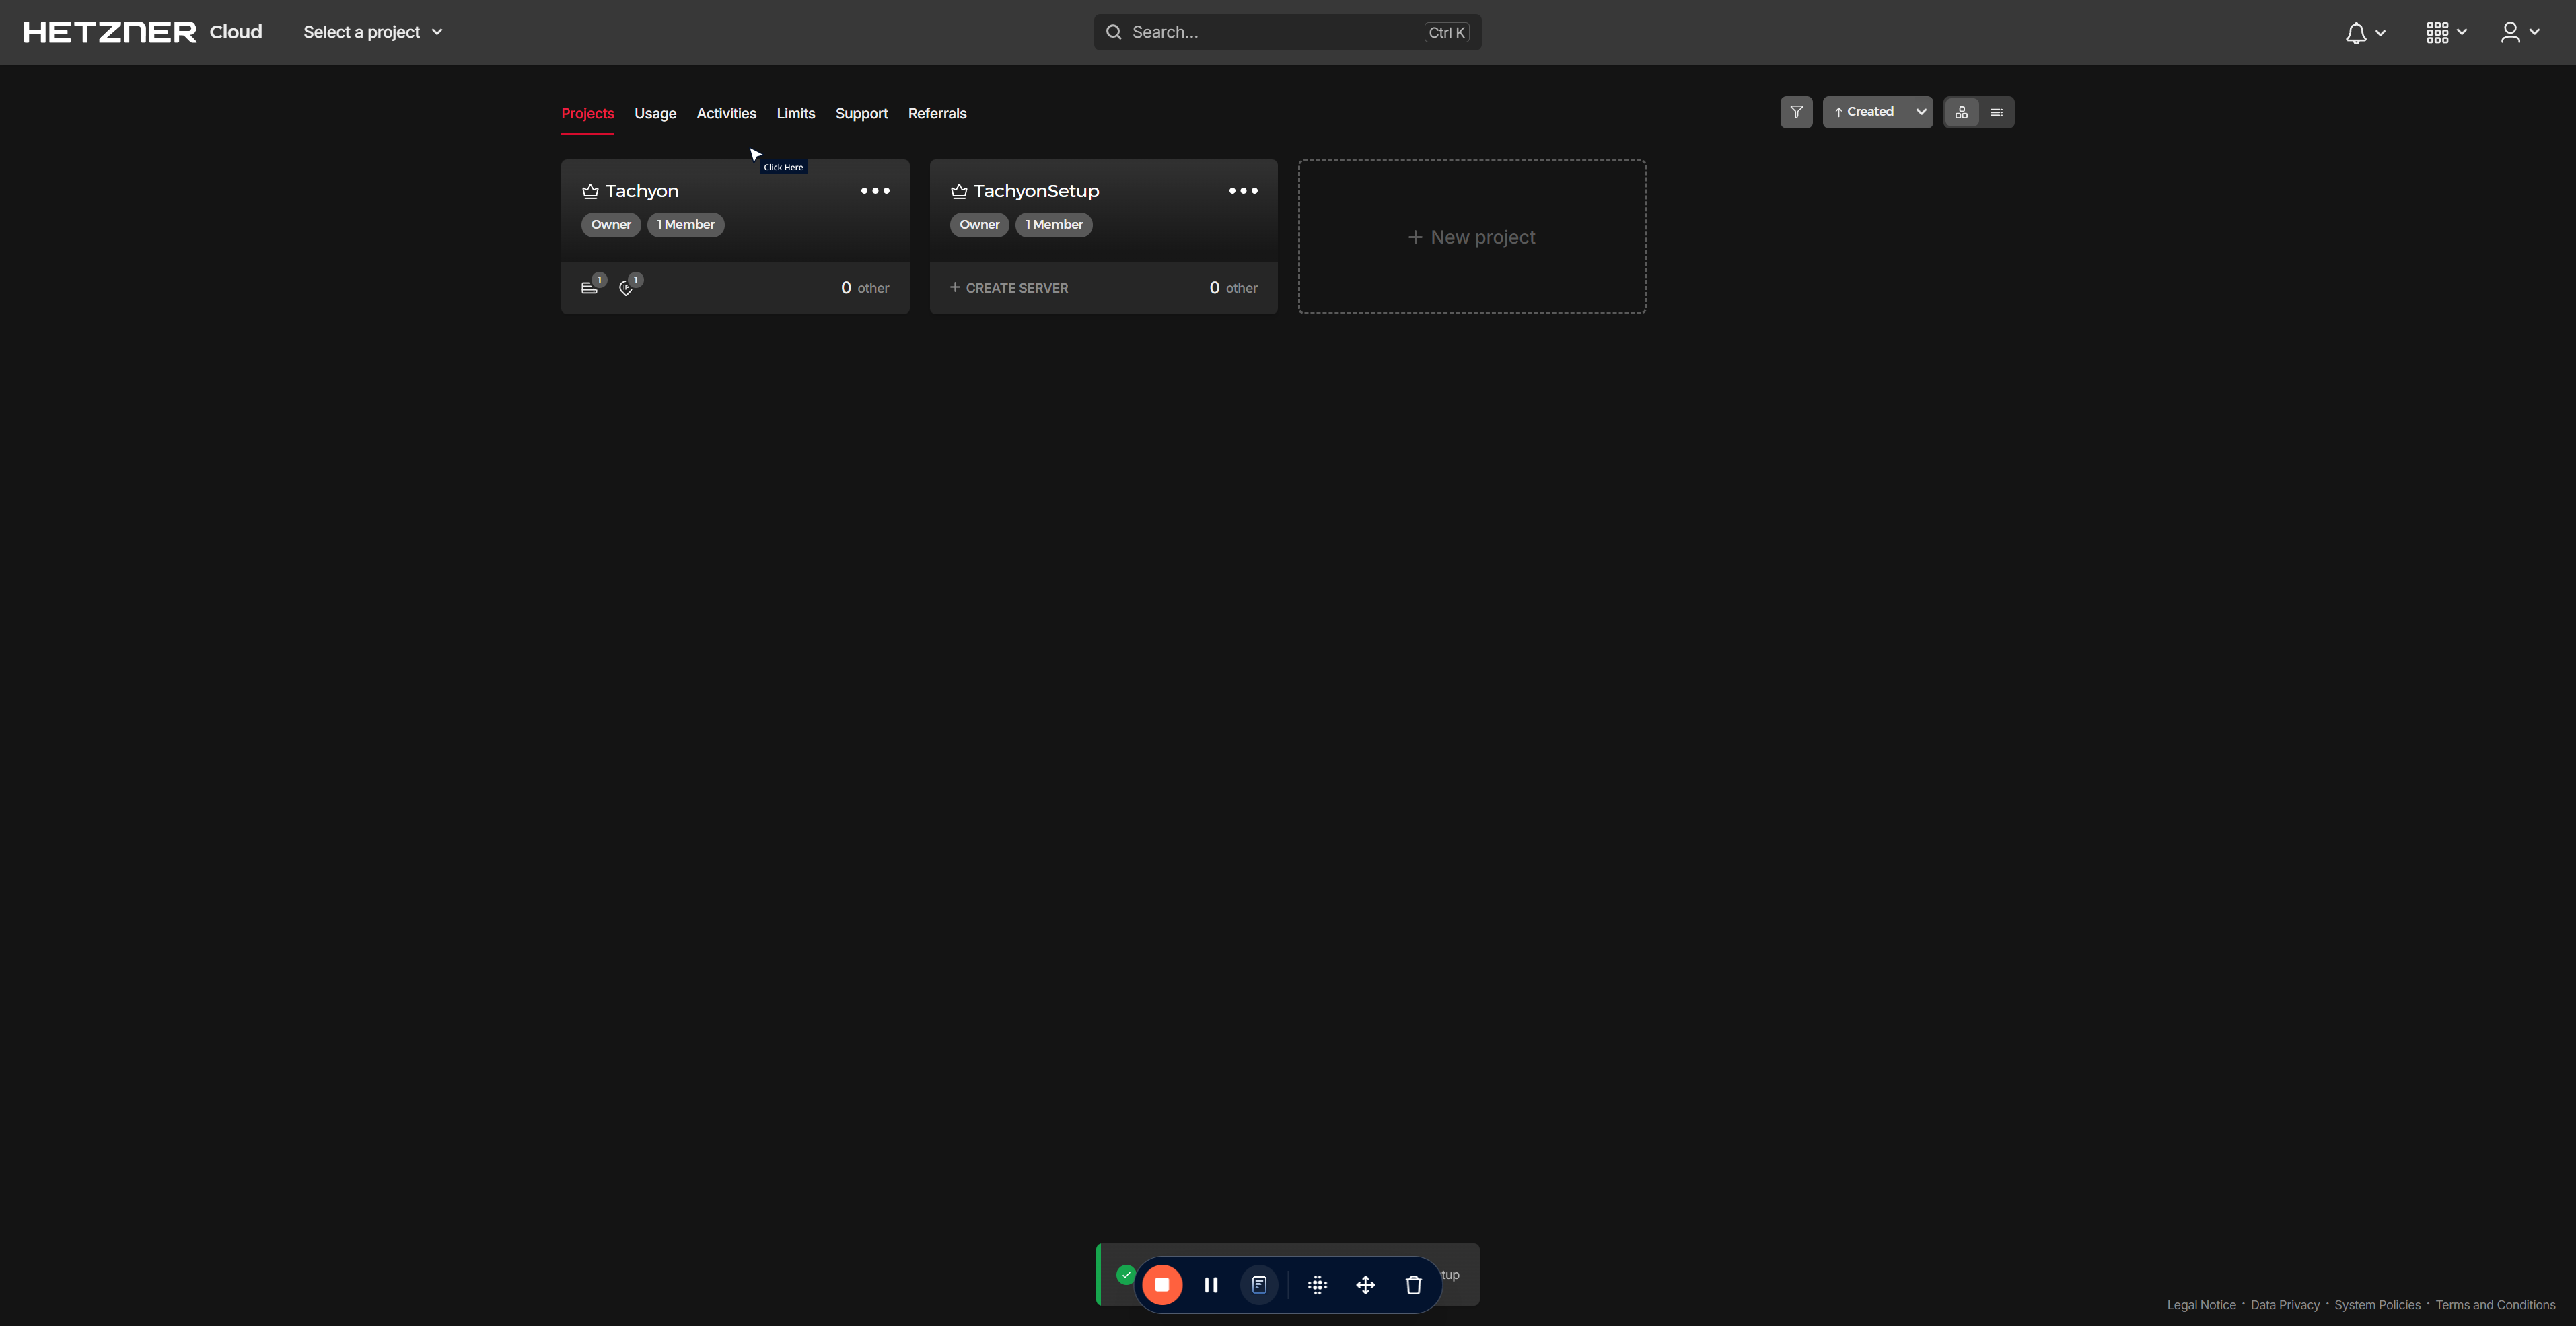 HETZNER Cloud Select a project Search... Ctrl K
Projects Usage Activities Limits Support Referrals Created
Click Here
Tachyon TachyonSetup
Owner 1 Member Owner 1 Member
+ New project
1 1 0 other + CREATE SERVER 0 other
tup
Legal Notice · Data Privacy · System Policies · Terms and Conditions